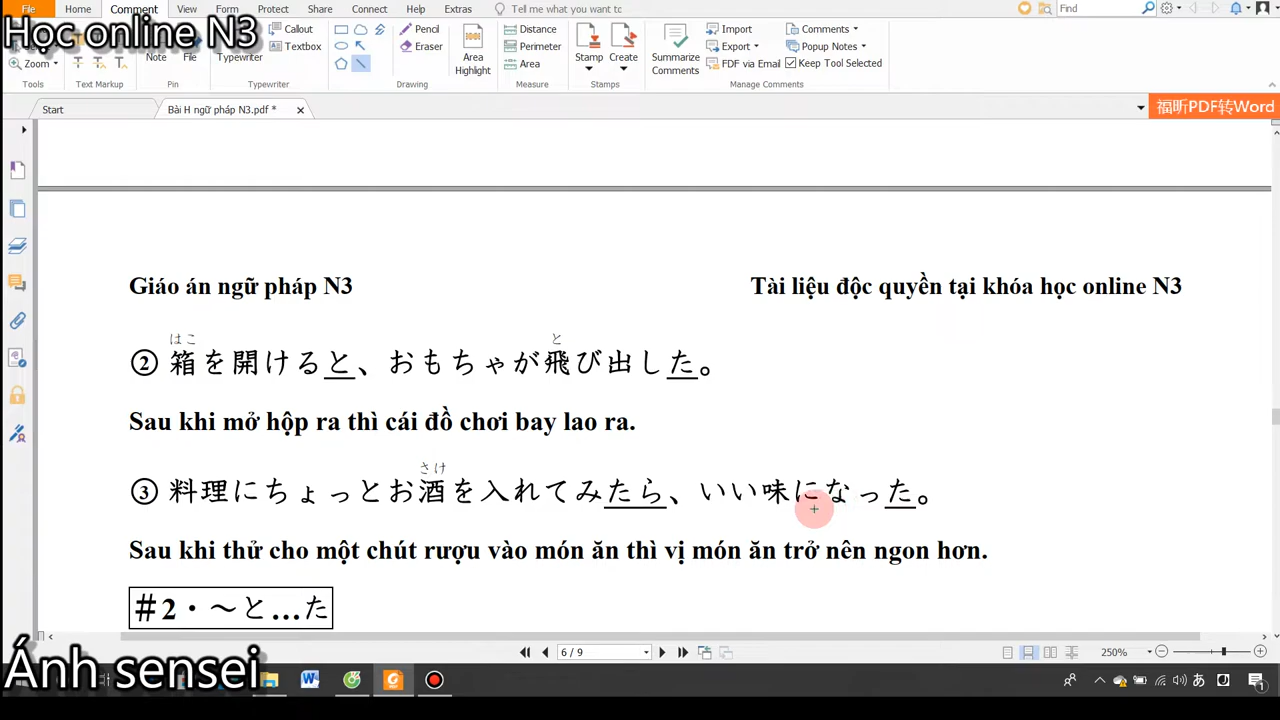 File Home Comment View Form Protect Share Connect Help Extras Tell me what you want tc Find
Học online N3
Callout Pencil Distance Import Comments
Textbox Eraser Perimeter Export Popup Notes
Zoom Typewriter Note File Area Highlight Area Stamp Create Summarize Comments FDF via Email Keep Tool Selected
Tools Text Markup Pin Typewriter Drawing Measure Stamps Manage Comments
Start Bài H ngữ pháp N3.pdf * 福昕PDF转Word
Giáo án ngữ pháp N3 Tài liệu độc quyền tại khóa học online N3
はこ と
② 箱を開けると、おもちゃが飛び出した。
Sau khi mở hộp ra thì cái đồ chơi bay lao ra.
さけ
③ 料理にちょっとお酒を入れてみたら、いい味になった。
Sau khi thử cho một chút rượu vào món ăn thì vị món ăn trở nên ngon hơn.
#2・~と...た
6 / 9 250%
Ánh sensei
あ